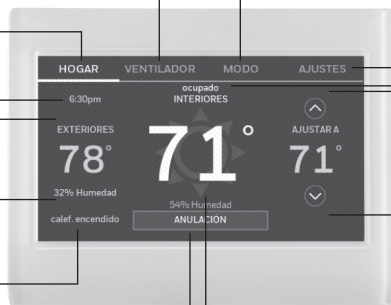 HOGAR VENTILADOR MODO AJUSTES
6:30pm
ocupado
INTERIORES
EXTERIORES
78°
71°
AJUSTAR A
71°
32% Humedad
54% Humedad
calef. encendido
ANULACIÓN